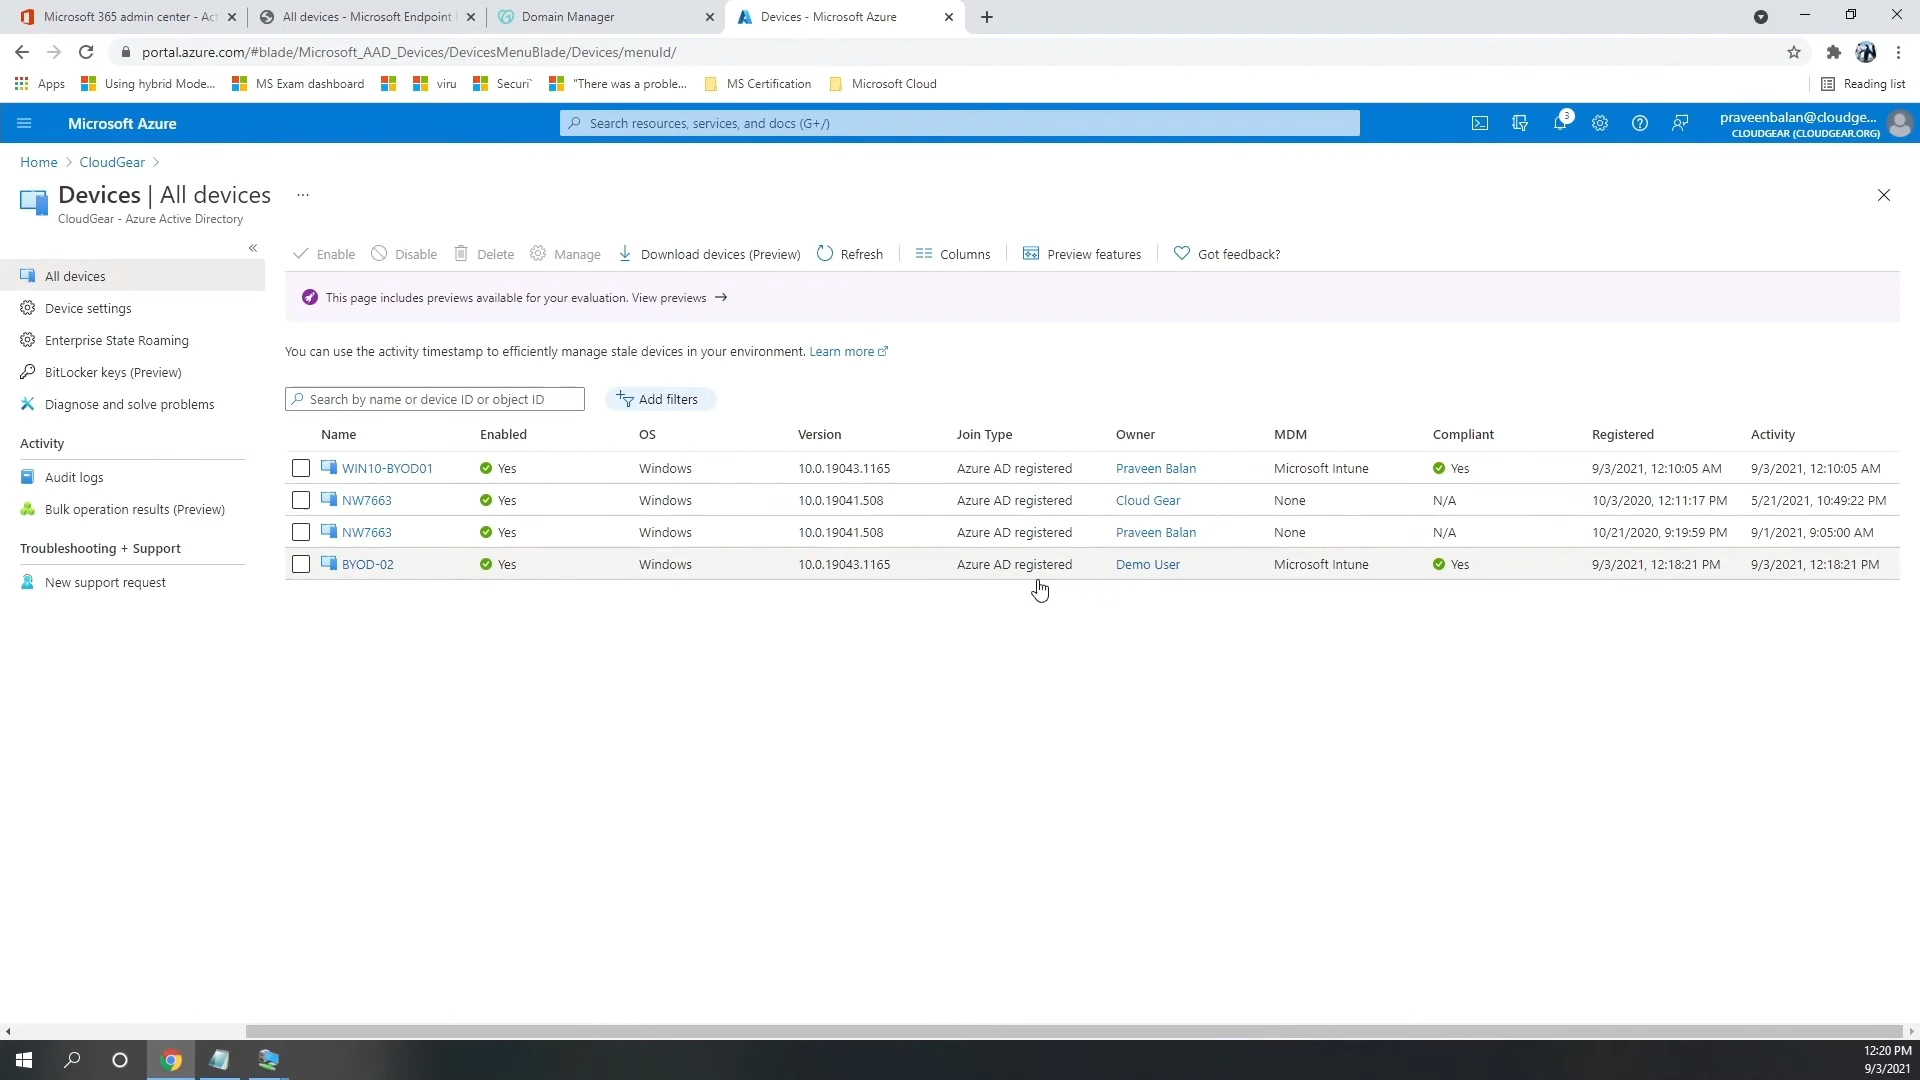 Microsoft 365 admin center - Act
All devices - Microsoft Endpoint
Domain Manager
Devices - Microsoft Azure
portal.azure.com/#blade/Microsoft_AAD_Devices/DevicesMenuBlade/Devices/menuId/
Apps
Using hybrid Mode...
MS Exam dashboard
viru
Securi
"There was a proble...
MS Certification
Microsoft Cloud
Reading list
Microsoft Azure
Search resources, services, and docs (G+/)
3
praveenbalan@cloudge...
CLOUDGEAR (CLOUDGEAR.ORG)
Home > CloudGear >
Devices | All devices ...
CloudGear - Azure Active Directory
«
All devices
Device settings
Enterprise State Roaming
BitLocker keys (Preview)
Diagnose and solve problems
Activity
Audit logs
Bulk operation results (Preview)
Troubleshooting + Support
New support request
Enable
Disable
Delete
Manage
Download devices (Preview)
Refresh
Columns
Preview features
Got feedback?
This page includes previews available for your evaluation. View previews →
You can use the activity timestamp to efficiently manage stale devices in your environment. Learn more
Search by name or device ID or object ID
Add filters
Name Enabled OS Version Join Type Owner MDM Compliant Registered Activity
WIN10-BYOD01 Yes Windows 10.0.19043.1165 Azure AD registered Praveen Balan Microsoft Intune Yes 9/3/2021, 12:10:05 AM 9/3/2021, 12:10:05 AM
NW7663 Yes Windows 10.0.19041.508 Azure AD registered Cloud Gear None N/A 10/3/2020, 12:11:17 PM 5/21/2021, 10:49:22 PM
NW7663 Yes Windows 10.0.19041.508 Azure AD registered Praveen Balan None N/A 10/21/2020, 9:19:59 PM 9/1/2021, 9:05:00 AM
BYOD-02 Yes Windows 10.0.19043.1165 Azure AD registered Demo User Microsoft Intune Yes 9/3/2021, 12:18:21 PM 9/3/2021, 12:18:21 PM
12:20 PM
9/3/2021